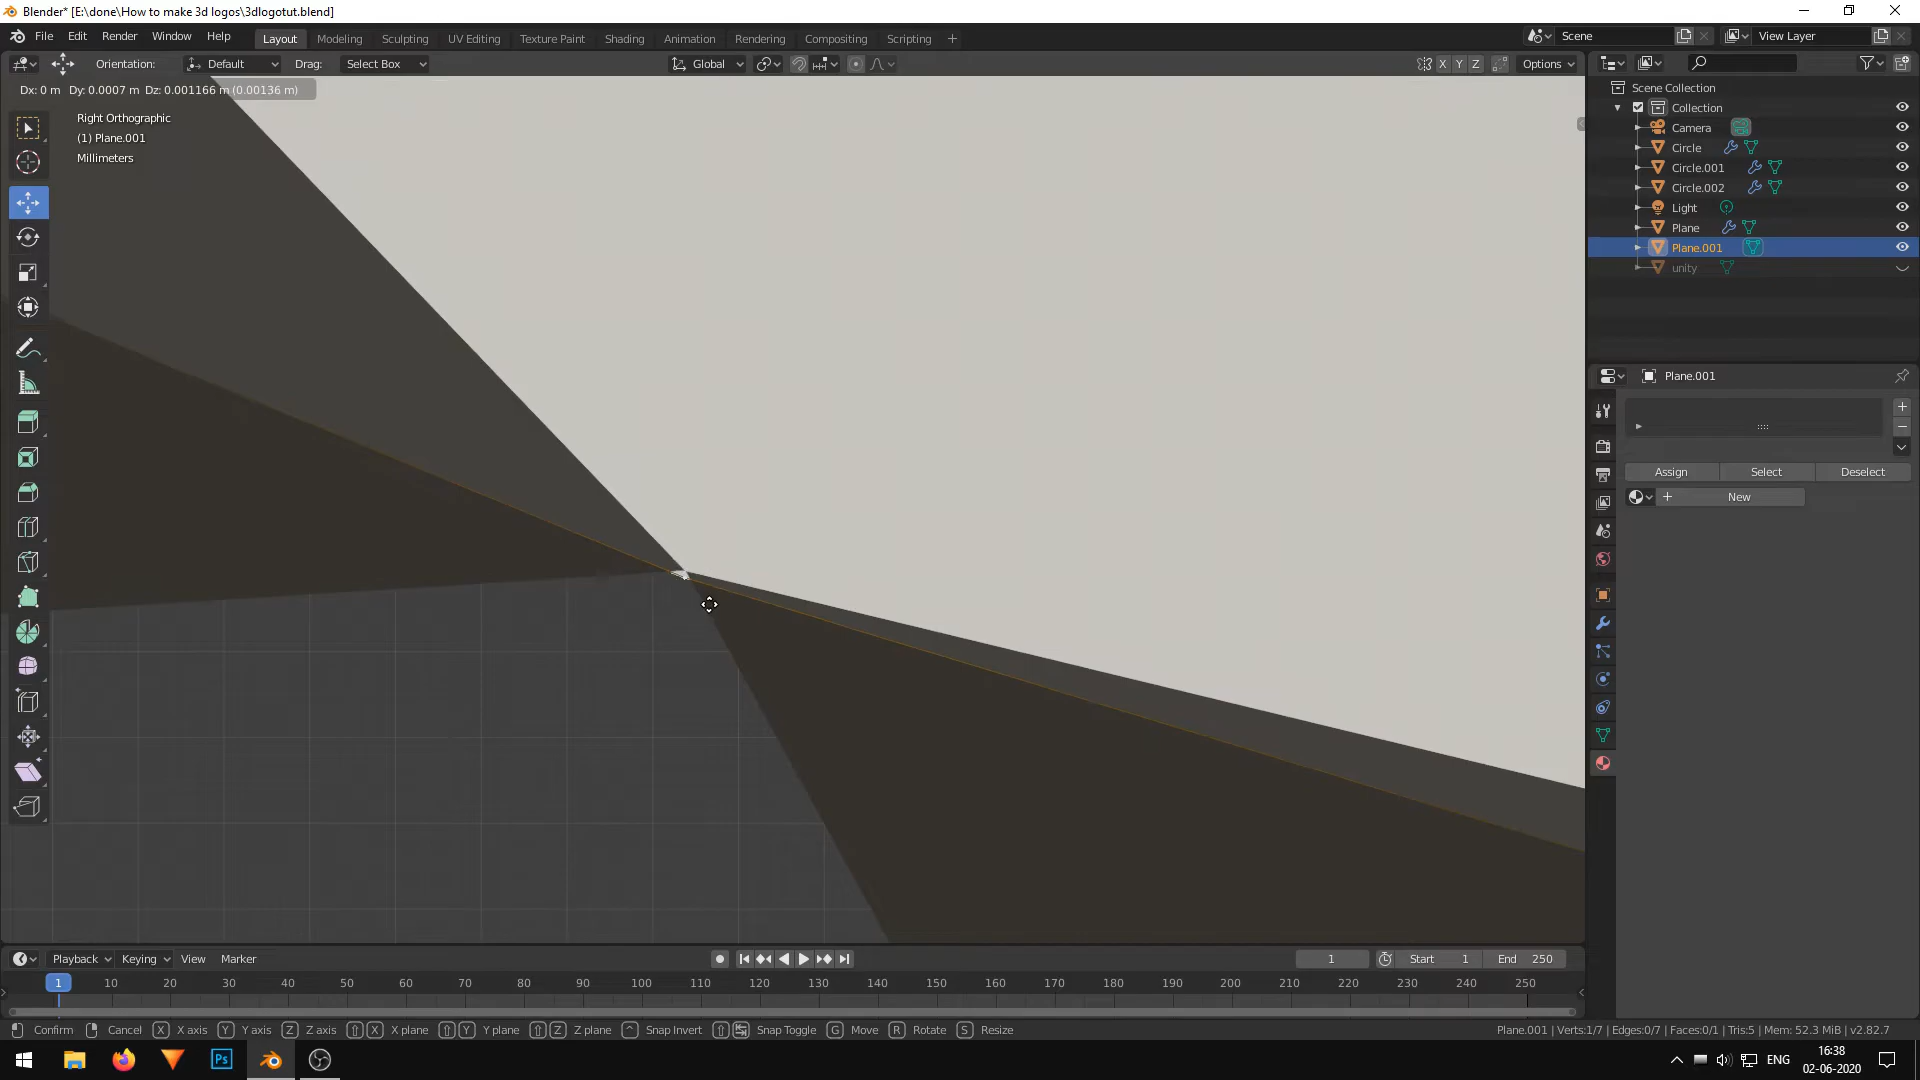 Blender* [E:\done\How to make 3d logos\3dlogotut.blend]
File Edit Render Window Help Layout Modeling Sculpting UV Editing Texture Paint Shading Animation Rendering Compositing Scripting + Scene View Layer
Orientation: Default Drag: Select Box Global X Y Z Options
Dx: 0 m Dy: 0.0007 m Dz: 0.001166 m (0.00136 m)
Right Orthographic
(1) Plane.001
Millimeters
Scene Collection
Collection
Camera
Circle
Circle.001
Circle.002
Light
Plane
Plane.001
unity
Plane.001
Assign Select Deselect
New
Playback Keying View Marker 1 Start 1 End 250
1 10 20 30 40 50 60 70 80 90 100 110 120 130 140 150 160 170 180 190 200 210 220 230 240 250
Confirm Cancel X X axis Y Y axis Z Z axis X X plane Y Y plane Z Z plane Snap Invert Snap Toggle G Move R Rotate S Resize Plane.001 | Verts:1/7 | Edges:0/7 | Faces:0/1 | Tris:5 | Mem: 52.3 MiB | v2.82.7
Ps ENG 16:38
02-06-2020